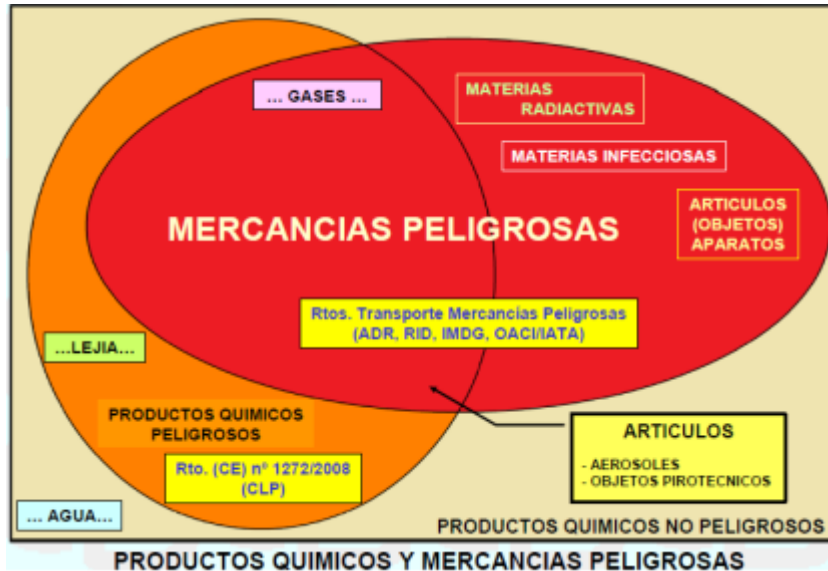 ... GASES ...
MATERIAS
RADIACTIVAS
MATERIAS INFECCIOSAS
ARTICULOS
(OBJETOS)
APARATOS
MERCANCIAS PELIGROSAS
Rtos. Transporte Mercancías Peligrosas
(ADR, RID, IMDG, OACI/IATA)
...LEJIA...
PRODUCTOS QUIMICOS
PELIGROSOS
Rto. (CE) nº 1272/2008
(CLP)
ARTICULOS
- AEROSOLES
- OBJETOS PIROTECNICOS
... AGUA...
PRODUCTOS QUIMICOS NO PELIGROSOS
PRODUCTOS QUIMICOS Y MERCANCIAS PELIGROSAS